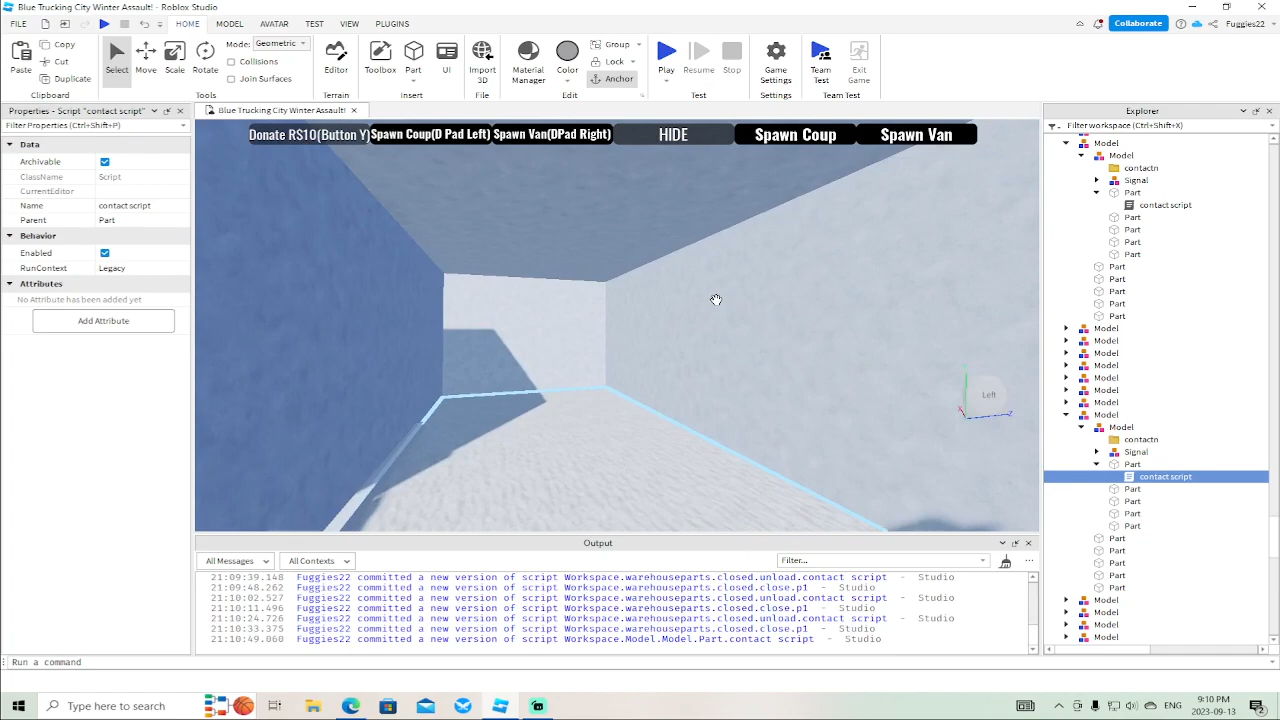 Blue Trucking City Winter Assault! - Roblox Studio
FILE HOME MODEL AVATAR TEST VIEW PLUGINS Collaborate Fuggies22
Paste Copy Cut Duplicate Select Move Scale Rotate Mode: Geometric Collisions Join Surfaces Editor Toolbox Part UI Import 3D Material Manager Color Group Lock Anchor Play Resume Stop Game Settings Team Test Exit Game
Clipboard Tools Terrain Insert File Edit Test Settings Team Test
Properties - Script "contact script"
Blue Trucking City Winter Assault!
Explorer
Filter Properties (Ctrl+Shift+P)
Filter workspace (Ctrl+Shift+X)
Data
Archivable
ClassName Script
CurrentEditor
Name contact script
Parent Part
Behavior
Enabled
RunContext Legacy
Attributes
No Attribute has been added yet
Add Attribute
Donate RS10(Button Y) Spawn Coup(D Pad Left) Spawn Van(DPad Right) HIDE Spawn Coup Spawn Van
Left
Z
Model
Model
contactn
Signal
Part
contact script
Part
Part
Part
Part
Part
Part
Part
Part
Part
Model
Model
Model
Model
Model
Model
Model
Model
Model
contactn
Signal
Part
contact script
Part
Part
Part
Part
Part
Part
Part
Part
Part
Model
Model
Model
Model
Output
All Messages All Contexts Filter...
21:09:39.148 Fuggies22 committed a new version of script Workspace.warehouseparts.closed.unload.contact script - Studio
21:09:48.262 Fuggies22 committed a new version of script Workspace.warehouseparts.closed.close.p1 - Studio
21:10:02.527 Fuggies22 committed a new version of script Workspace.warehouseparts.closed.unload.contact script - Studio
21:10:11.496 Fuggies22 committed a new version of script Workspace.warehouseparts.closed.close.p1 - Studio
21:10:24.726 Fuggies22 committed a new version of script Workspace.warehouseparts.closed.unload.contact script - Studio
21:10:33.375 Fuggies22 committed a new version of script Workspace.warehouseparts.closed.close.p1 - Studio
21:10:49.060 Fuggies22 committed a new version of script Workspace.Model.Model.Part.contact script - Studio
Run a command
Type here to search
ENG 9:10 PM
2023-09-13
2